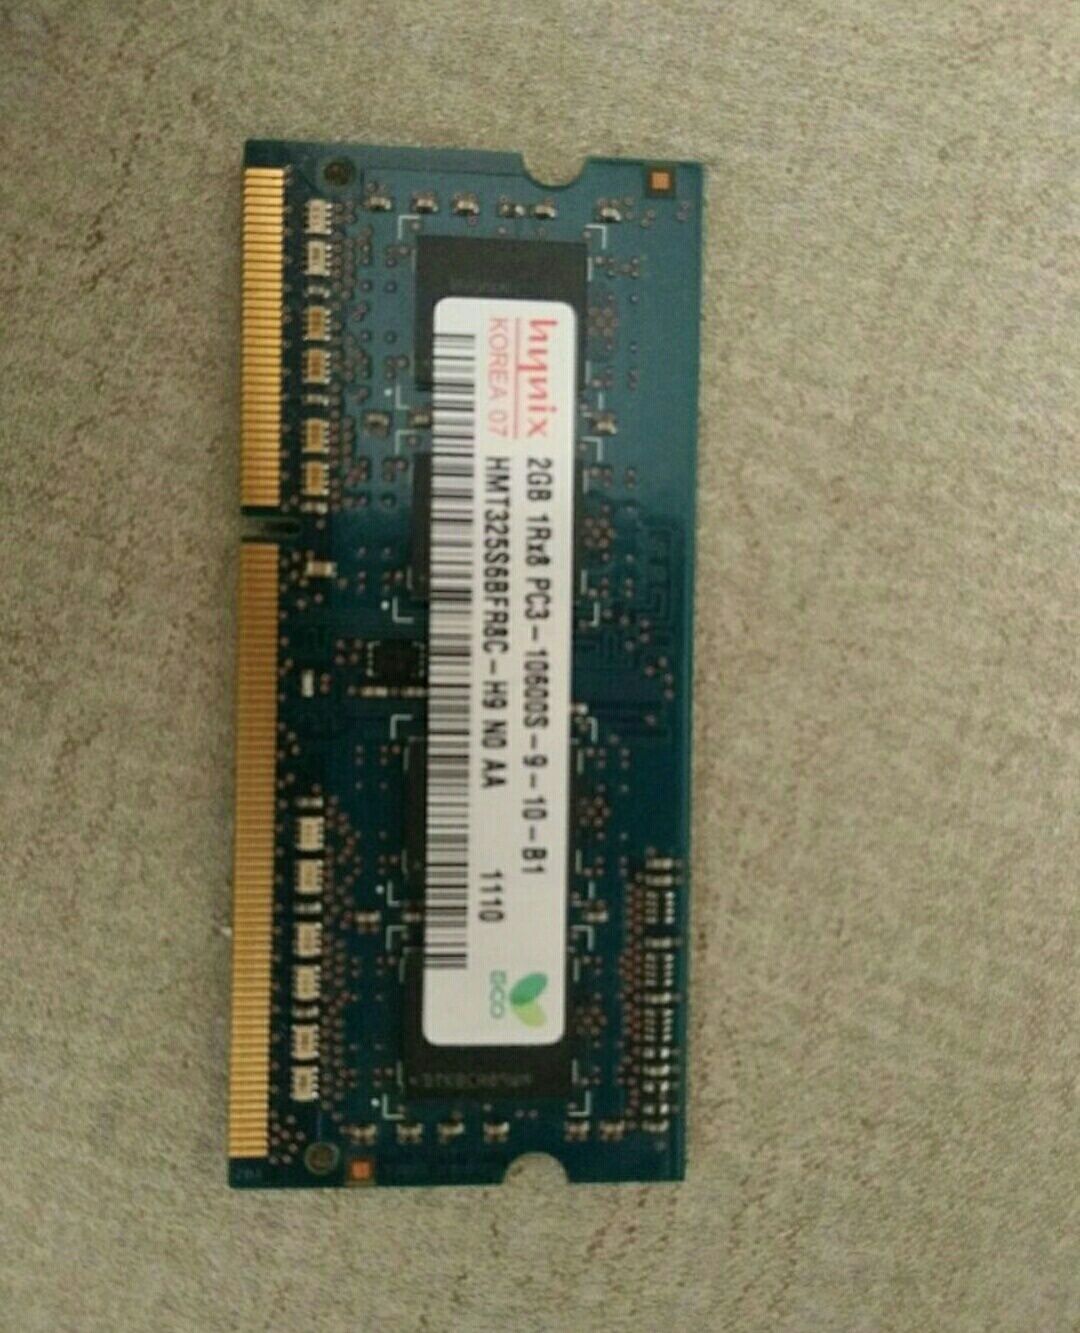 hynix 2GB 1Rx8 PC3-10600S-9-10-B1
KOREA 07 HMT325S6BFR8C-H9 N0 AA 1110
eco